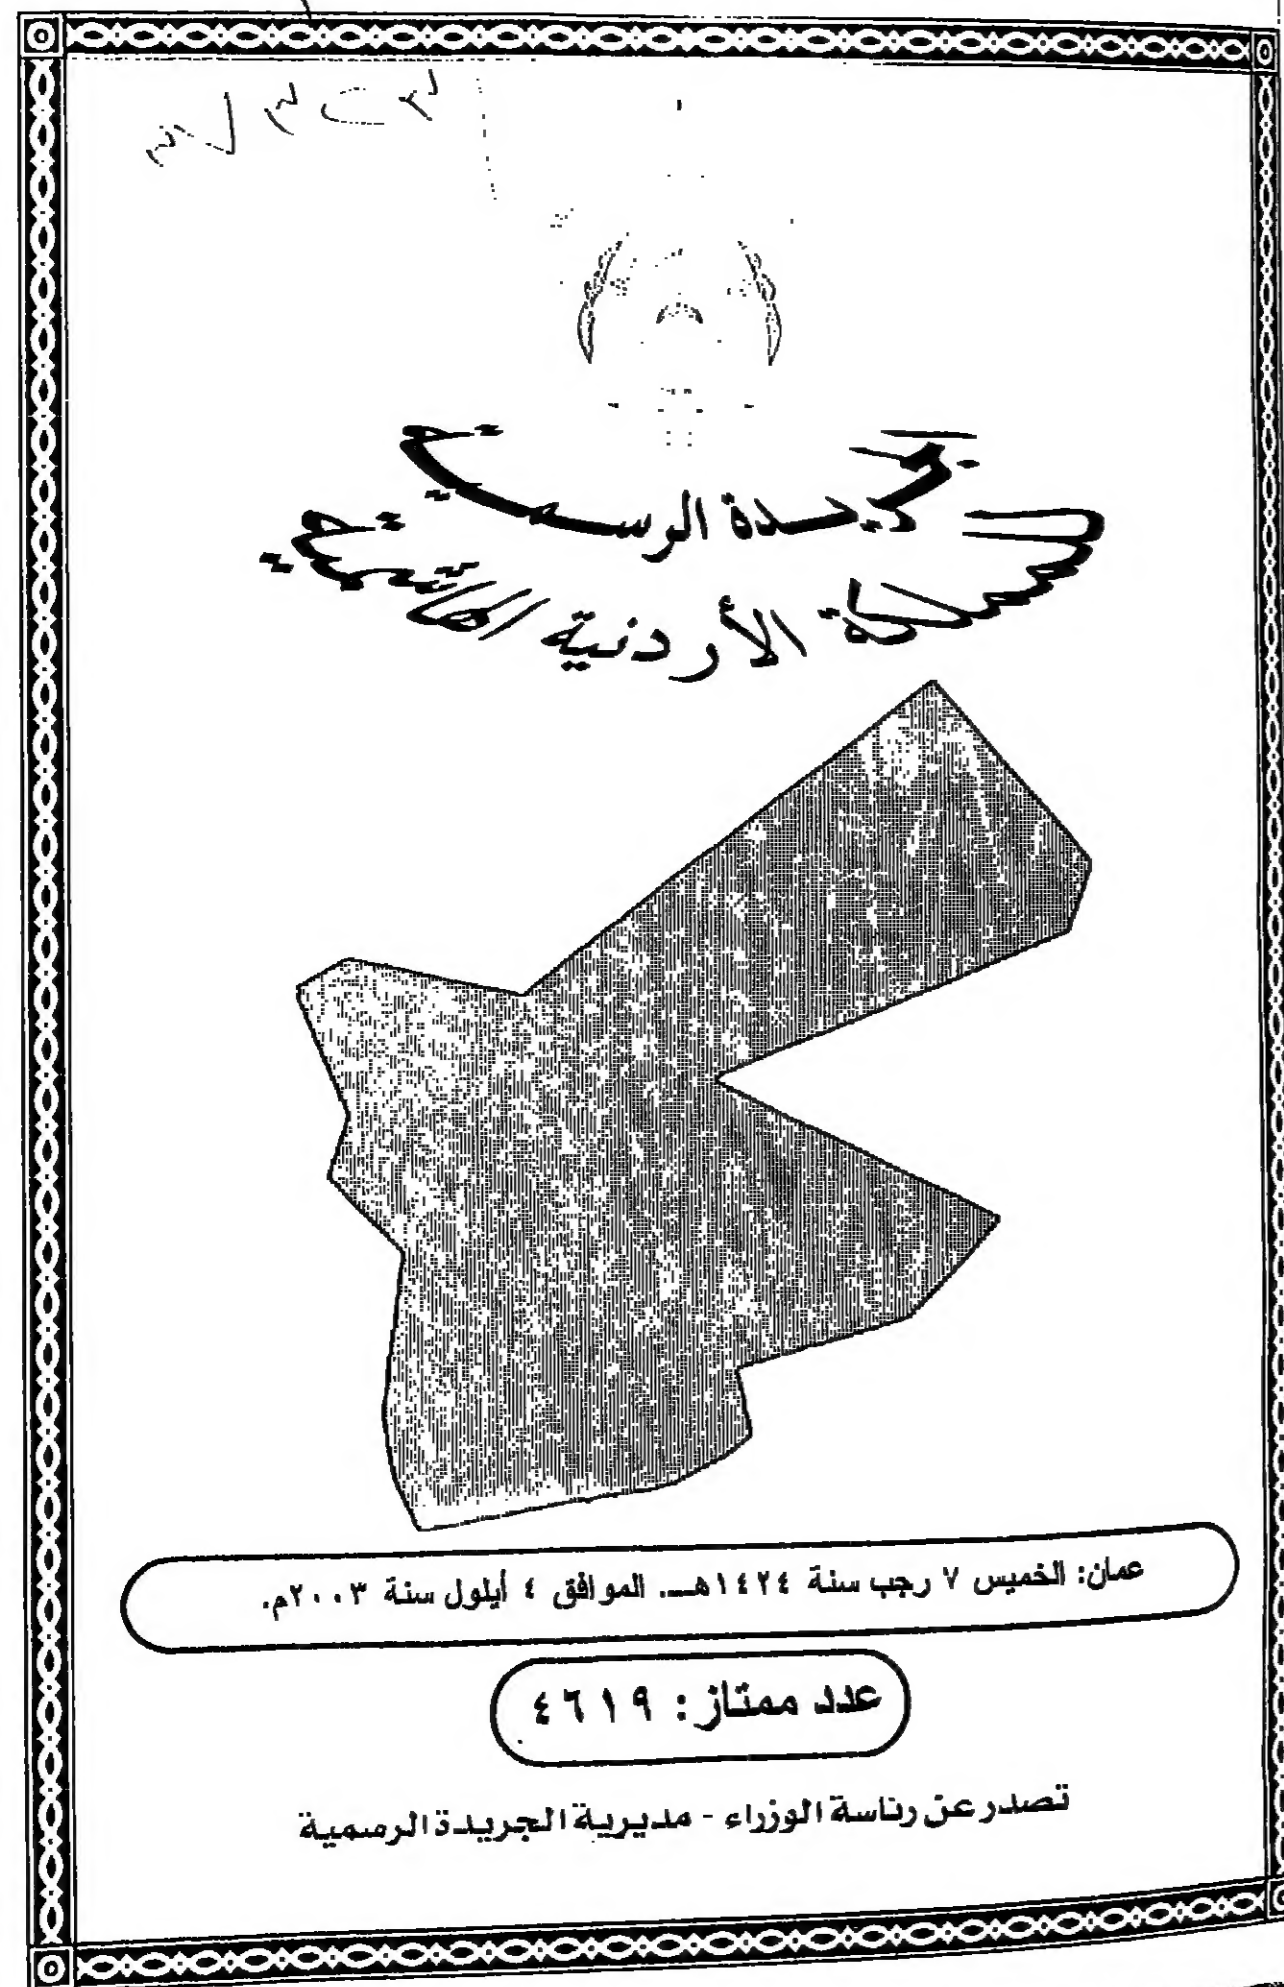 الجريدة الرسمية
للمملكة الأردنية الهاشمية
عمان: الخميس ٧ رجب سنة ١٤٢٤هـ. الموافق ٤ أيلول سنة ٢٠٠٣م.
عدد ممتاز: ٤٦١٩
تصدر عن رئاسة الوزراء - مديرية الجريدة الرسمية